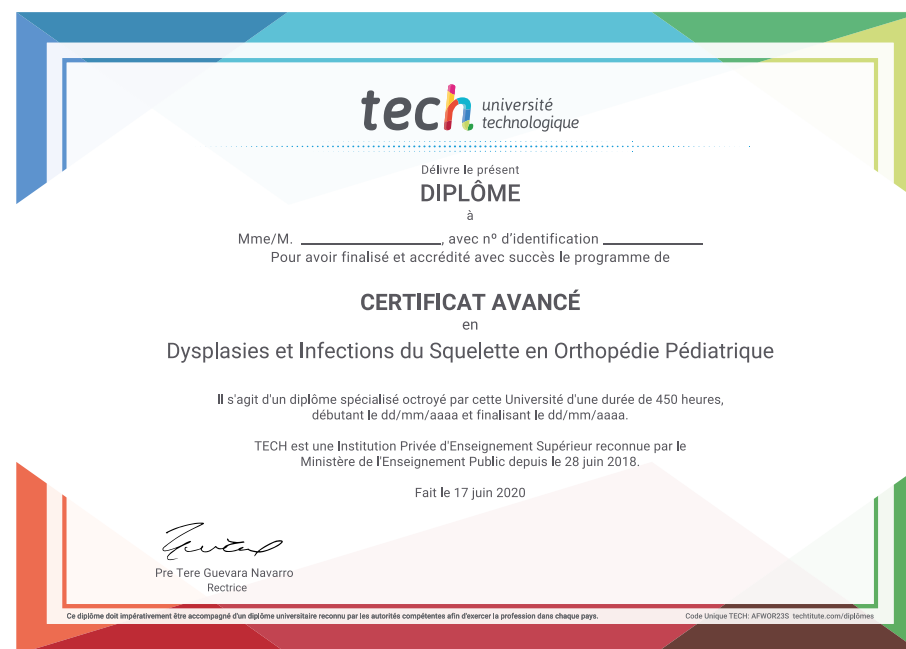 tech université
technologique
Délivre le présent
DIPLÔME
à
Mme/M. ____________________, avec nº d'identification ______________
Pour avoir finalisé et accrédité avec succès le programme de
CERTIFICAT AVANCÉ
en
Dysplasies et Infections du Squelette en Orthopédie Pédiatrique
Il s'agit d'un diplôme spécialisé octroyé par cette Université d'une durée de 450 heures,
débutant le dd/mm/aaaa et finalisant le dd/mm/aaaa.
TECH est une Institution Privée d'Enseignement Supérieur reconnue par le
Ministère de l'Enseignement Public depuis le 28 juin 2018.
Fait le 17 juin 2020
Pre Tere Guevara Navarro
Rectrice
Ce diplôme doit impérativement être accompagné d'un diplôme universitaire reconnu par les autorités compétentes afin d'exercer la profession dans chaque pays.
Code Unique TECH: AFWOR23S techtitute.com/diplômes